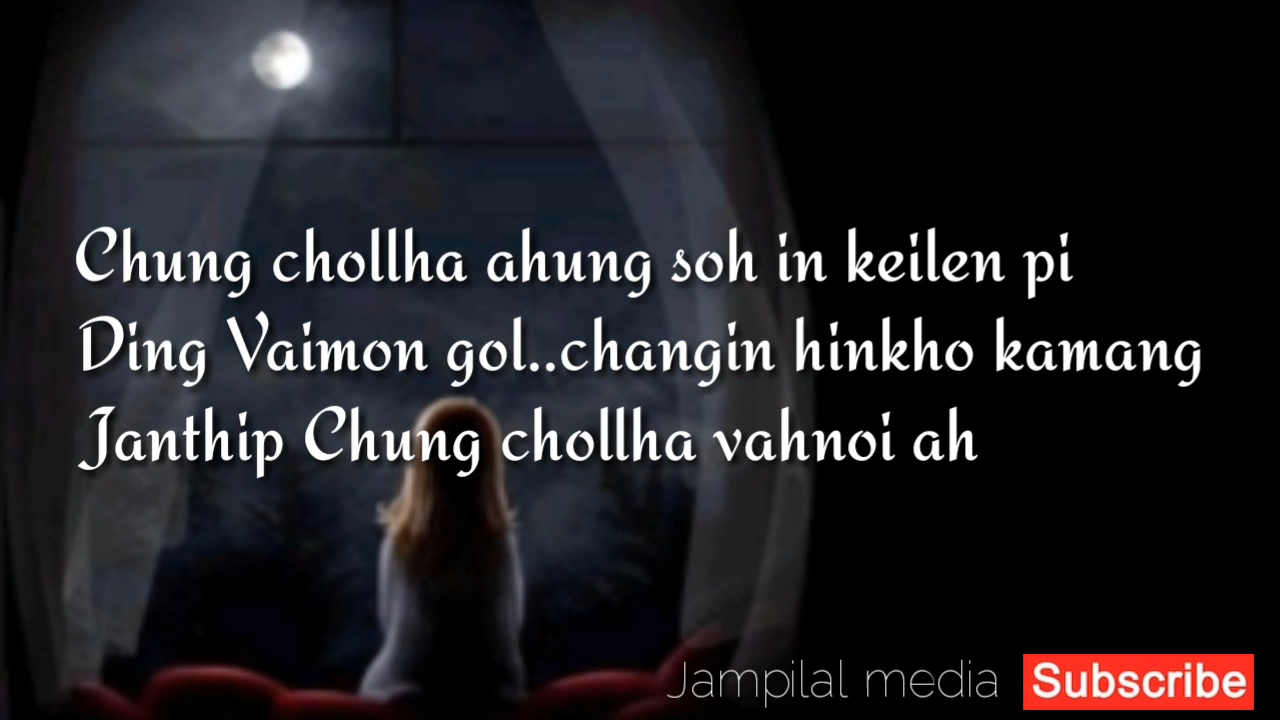 Chung chollha ahung soh in keilen pi
Ding Vaimon gol..changin hinkho kamang
Janthip Chung chollha vahnoi ah
Jampilal media
Subscribe